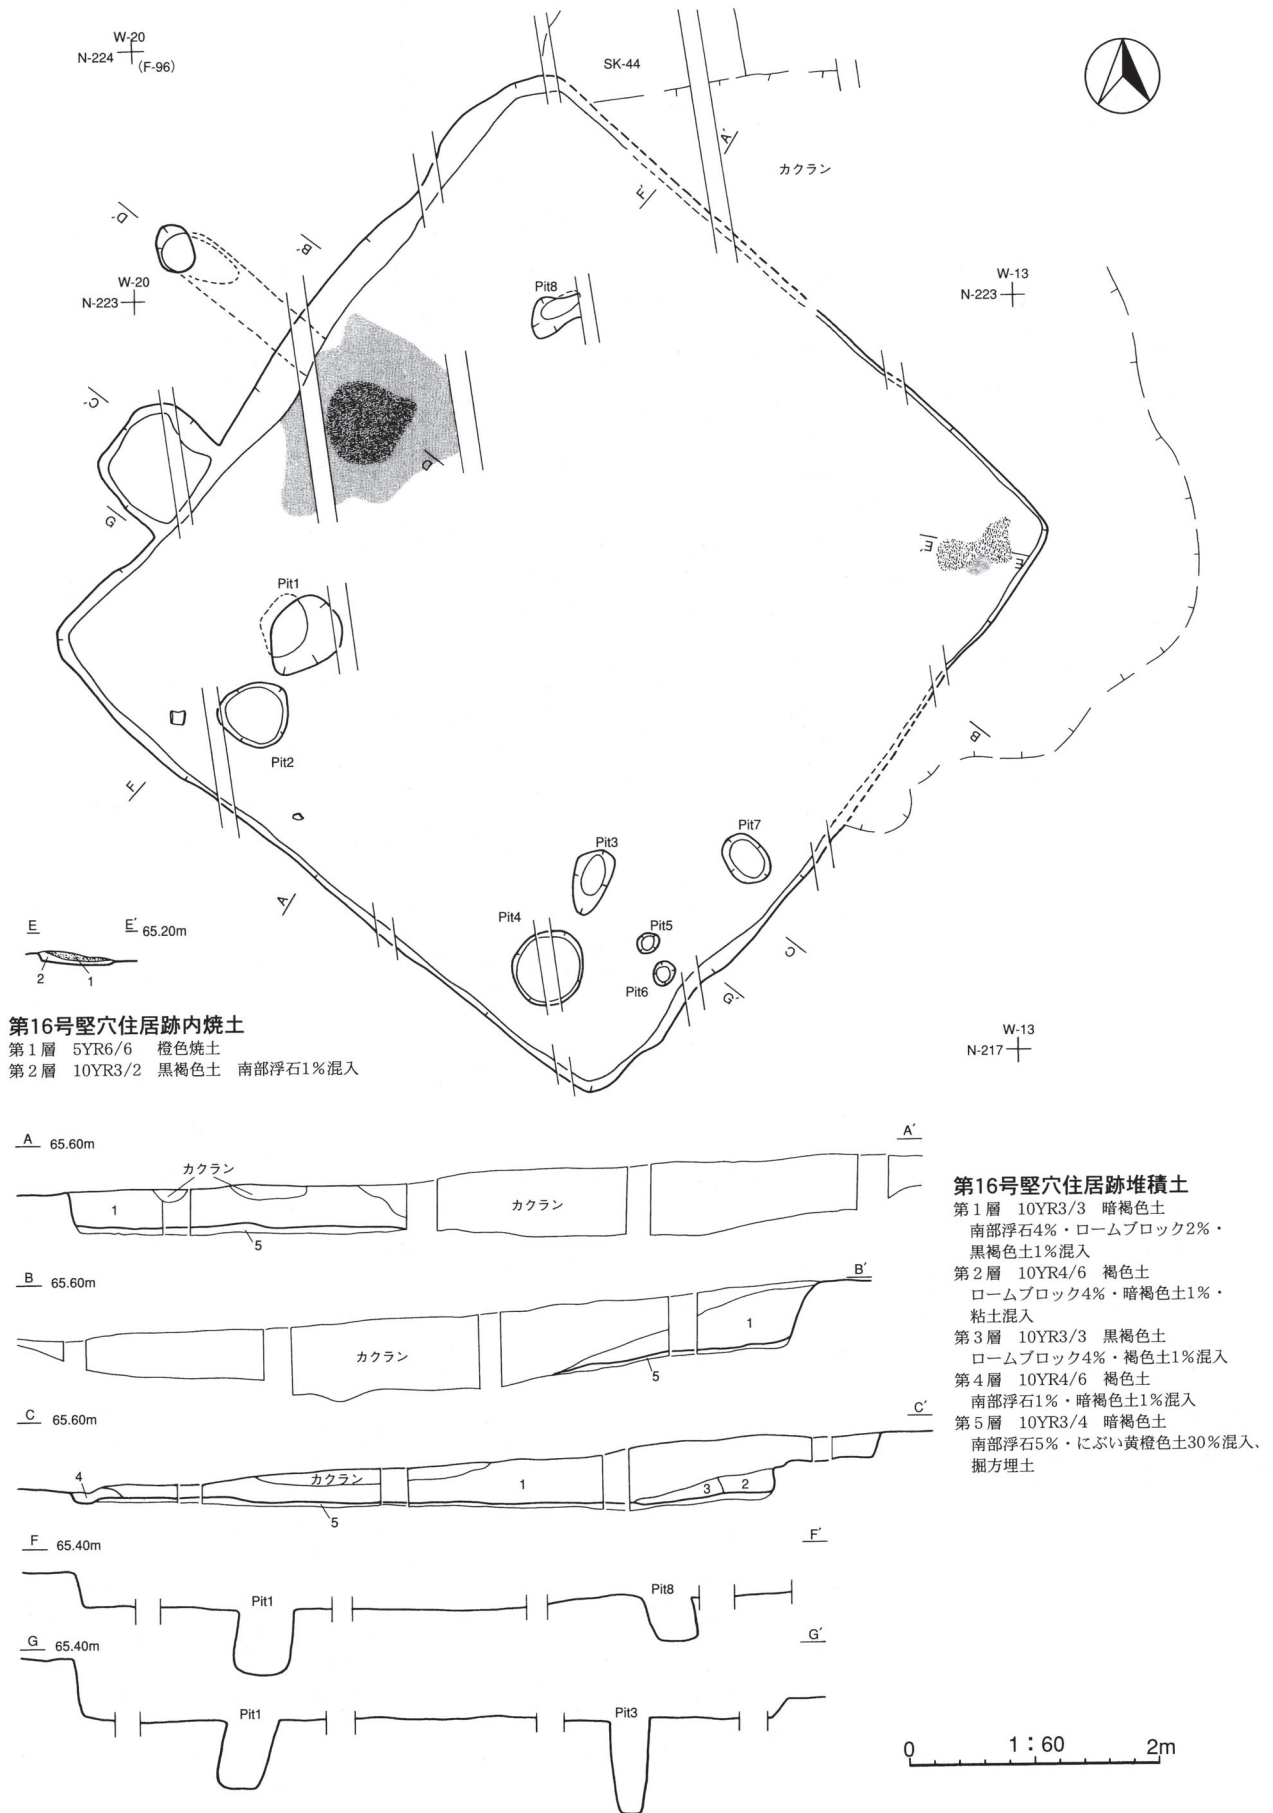 W-20
N-224
(F-96)
SK-44
A´
カクラン
F´
D´
B´
W-20
N-223
Pit8
W-13
N-223
C´
D
G
E´
E
Pit1
Pit2
B
F
Pit3
Pit7
A
Pit4
Pit5
C
Pit6
G´
E
E´ 65.20m
2
1
W-13
N-217
第16号竪穴住居跡内焼土
第1層 5YR6/6 橙色焼土
第2層 10YR3/2 黒褐色土 南部浮石1%混入
A 65.60m
A´
カクラン
1
カクラン
5
B 65.60m
B´
カクラン
1
5
C 65.60m
C´
4
カクラン
1
3
2
5
F 65.40m
F´
Pit1
Pit8
G 65.40m
G´
Pit1
Pit3
第16号竪穴住居跡堆積土
第1層 10YR3/3 暗褐色土
南部浮石4%・ロームブロック2%・
黒褐色土1%混入
第2層 10YR4/6 褐色土
ロームブロック4%・暗褐色土1%・
粘土混入
第3層 10YR3/3 黒褐色土
ロームブロック4%・褐色土1%混入
第4層 10YR4/6 褐色土
南部浮石1%・暗褐色土1%混入
第5層 10YR3/4 暗褐色土
南部浮石5%・にぶい黄橙色土30%混入、
掘方埋土
0 1：60 2m